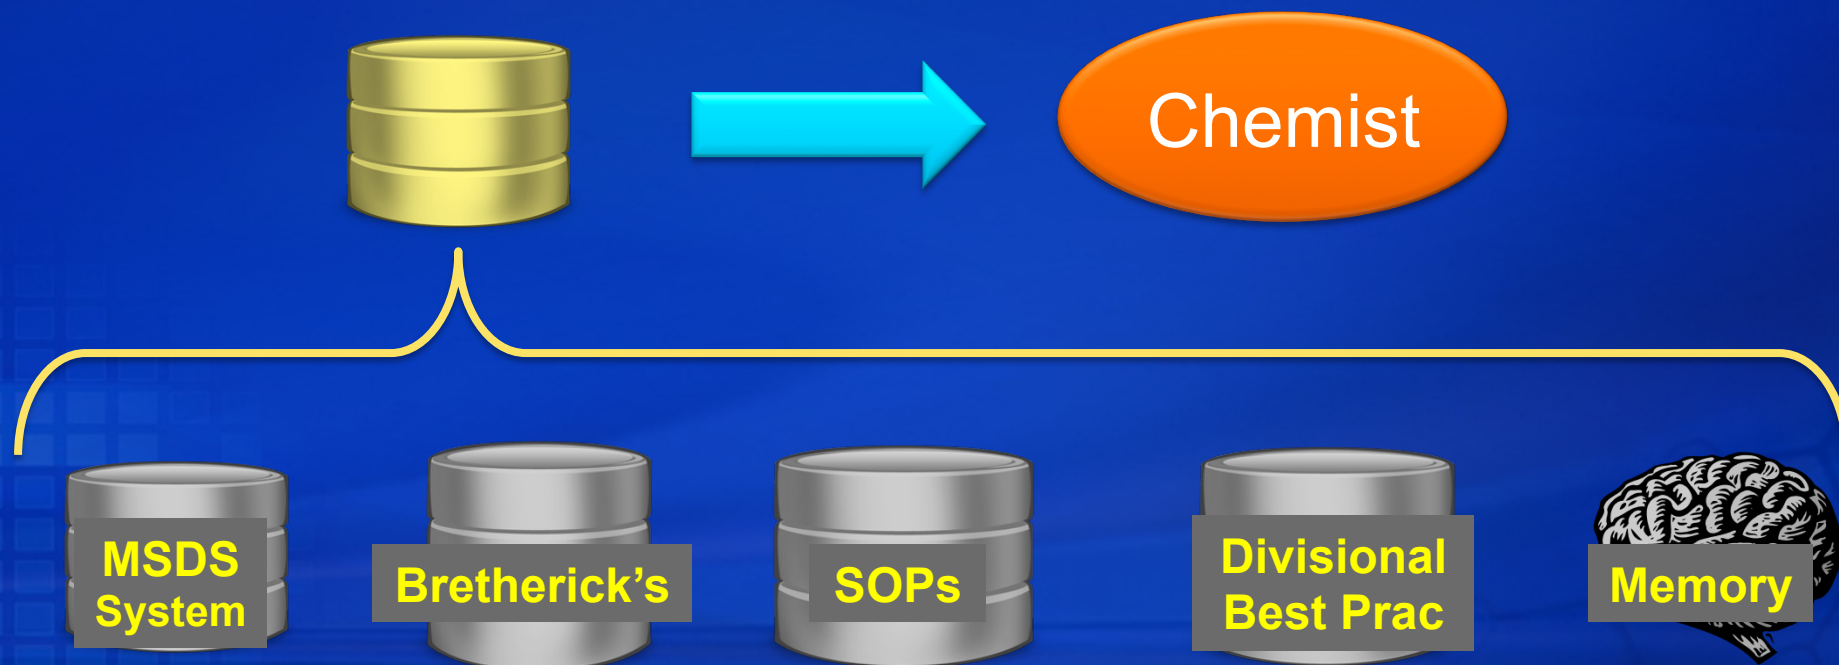 Chemist
MSDS
System
Bretherick’s
SOPs
Divisional
Best Prac
Memory